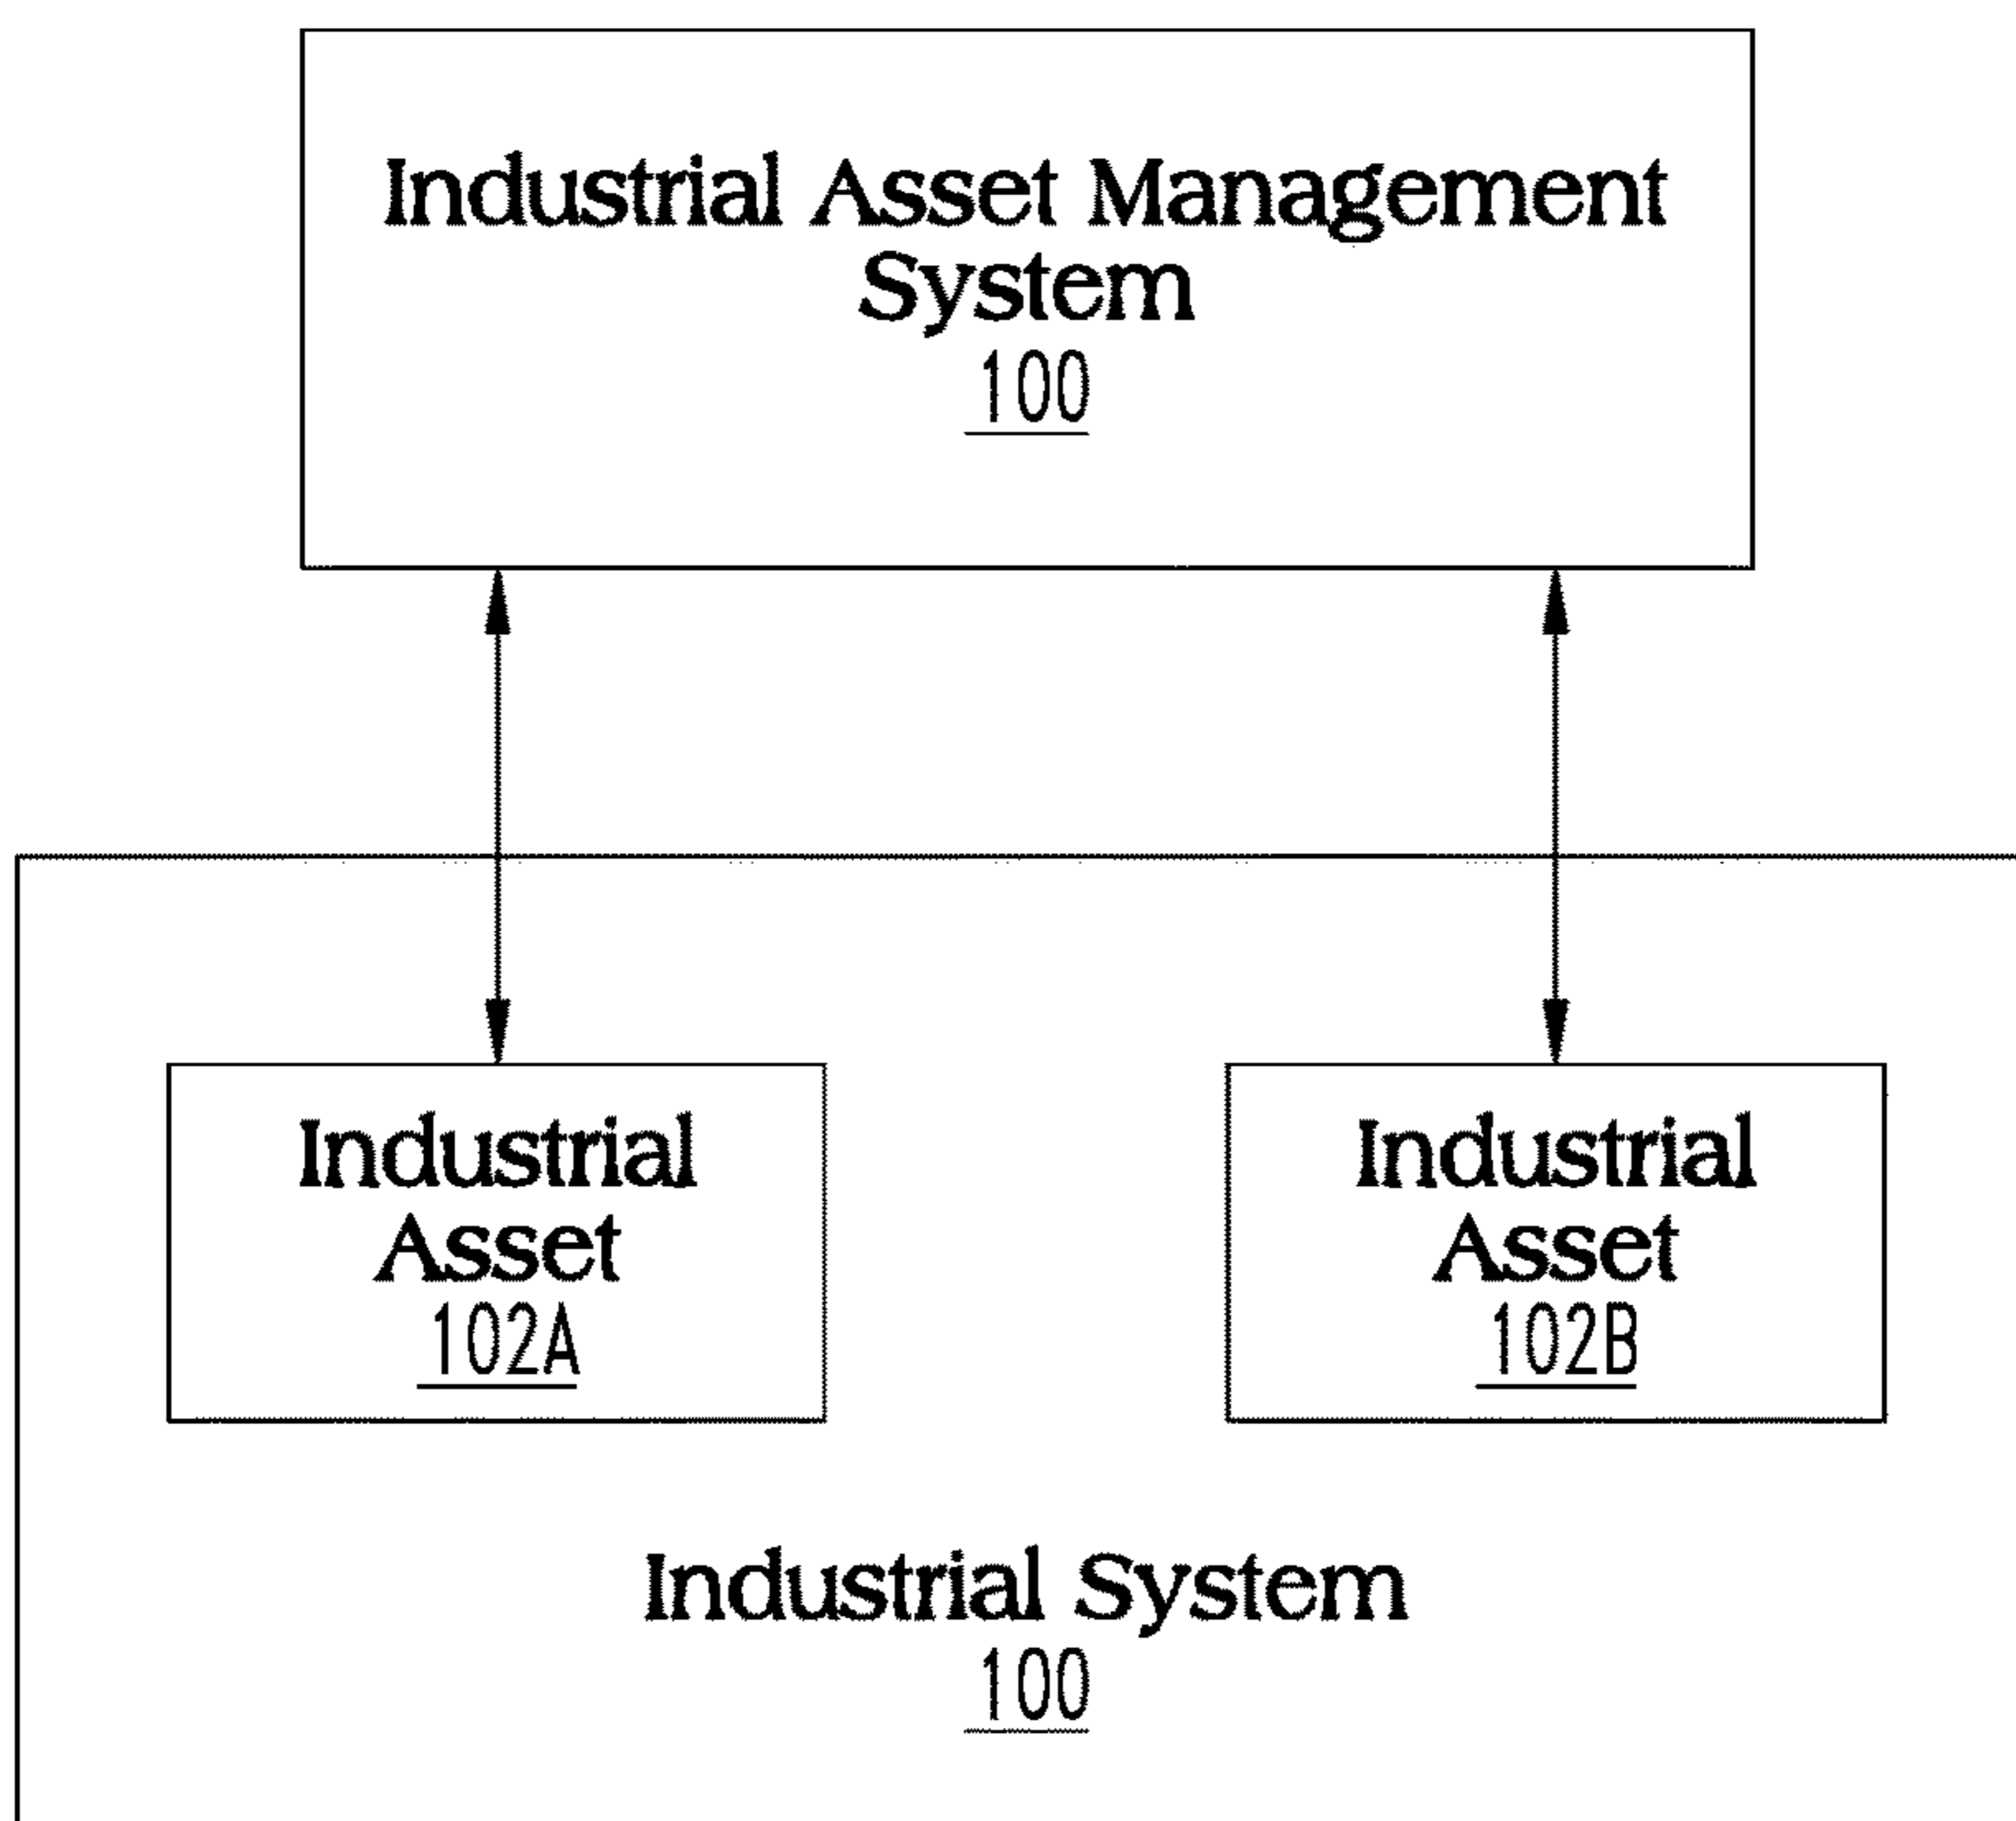 Industrial Asset Management
System
100
Industrial
Asset
102A
Industrial
Asset
102B
Industrial System
100